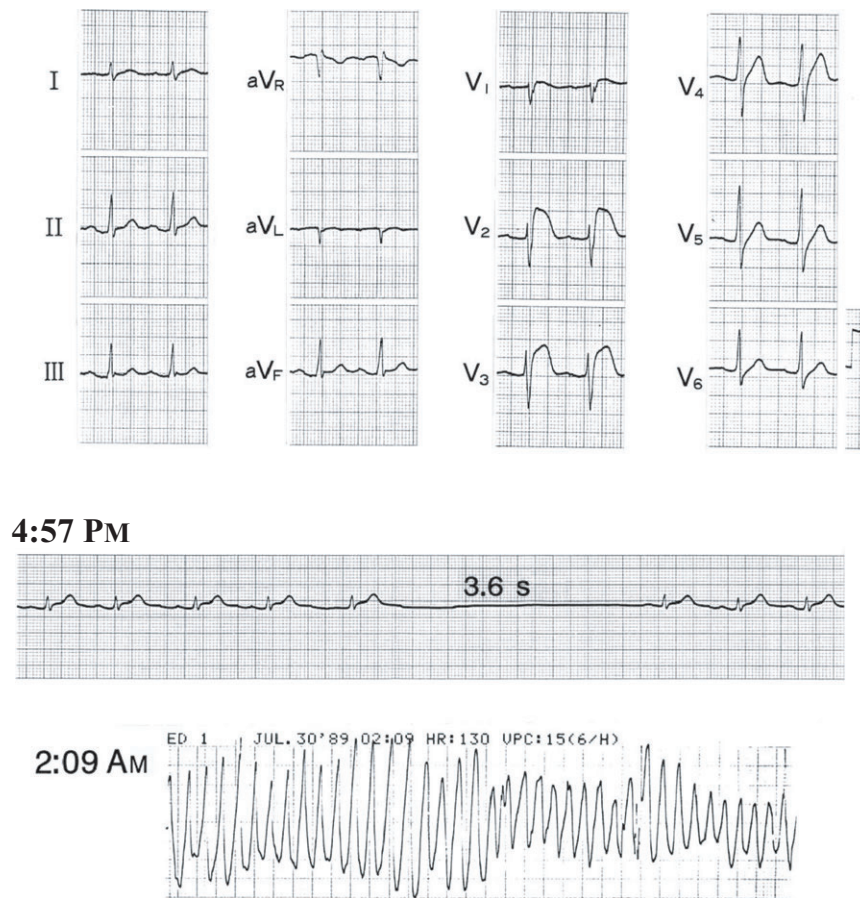 I aVR V1 V4
II aVL V2 V5
III aVF V3 V6
4:57 PM
3.6 s
ED 1 JUL.30'89 02:09 HR:130 VPC:15(6/H)
2:09 AM